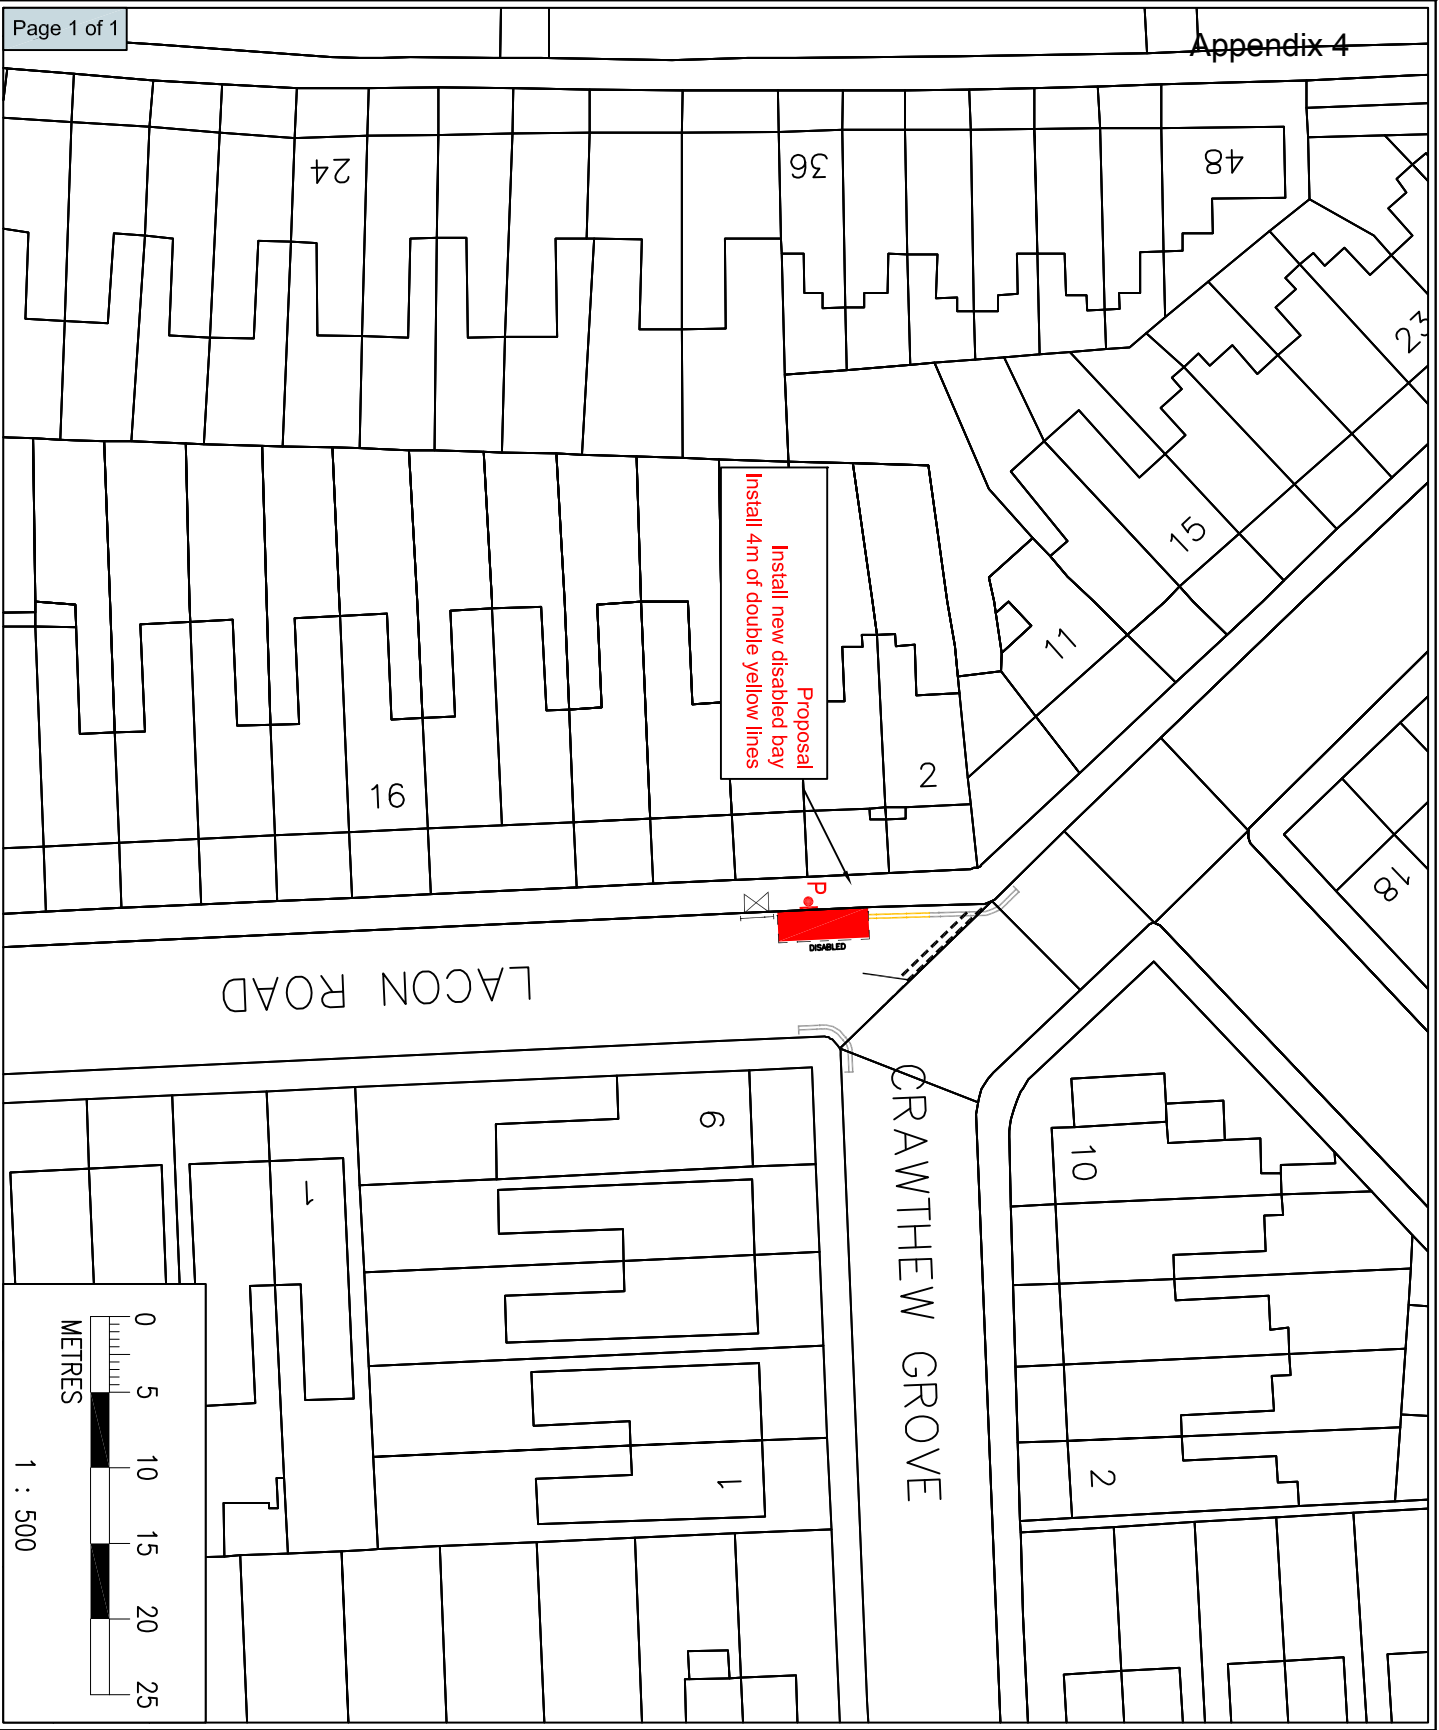 Page 1 of 1
Appendix 4
24
36
48
23
15
11
Proposal
Install new disabled bay
Install 4m of double yellow lines
2
16
18
P
DISABLED
LACON ROAD
CRAWTHEW GROVE
6
10
1
1
2
0 5 10 15 20 25
METRES
1 : 500